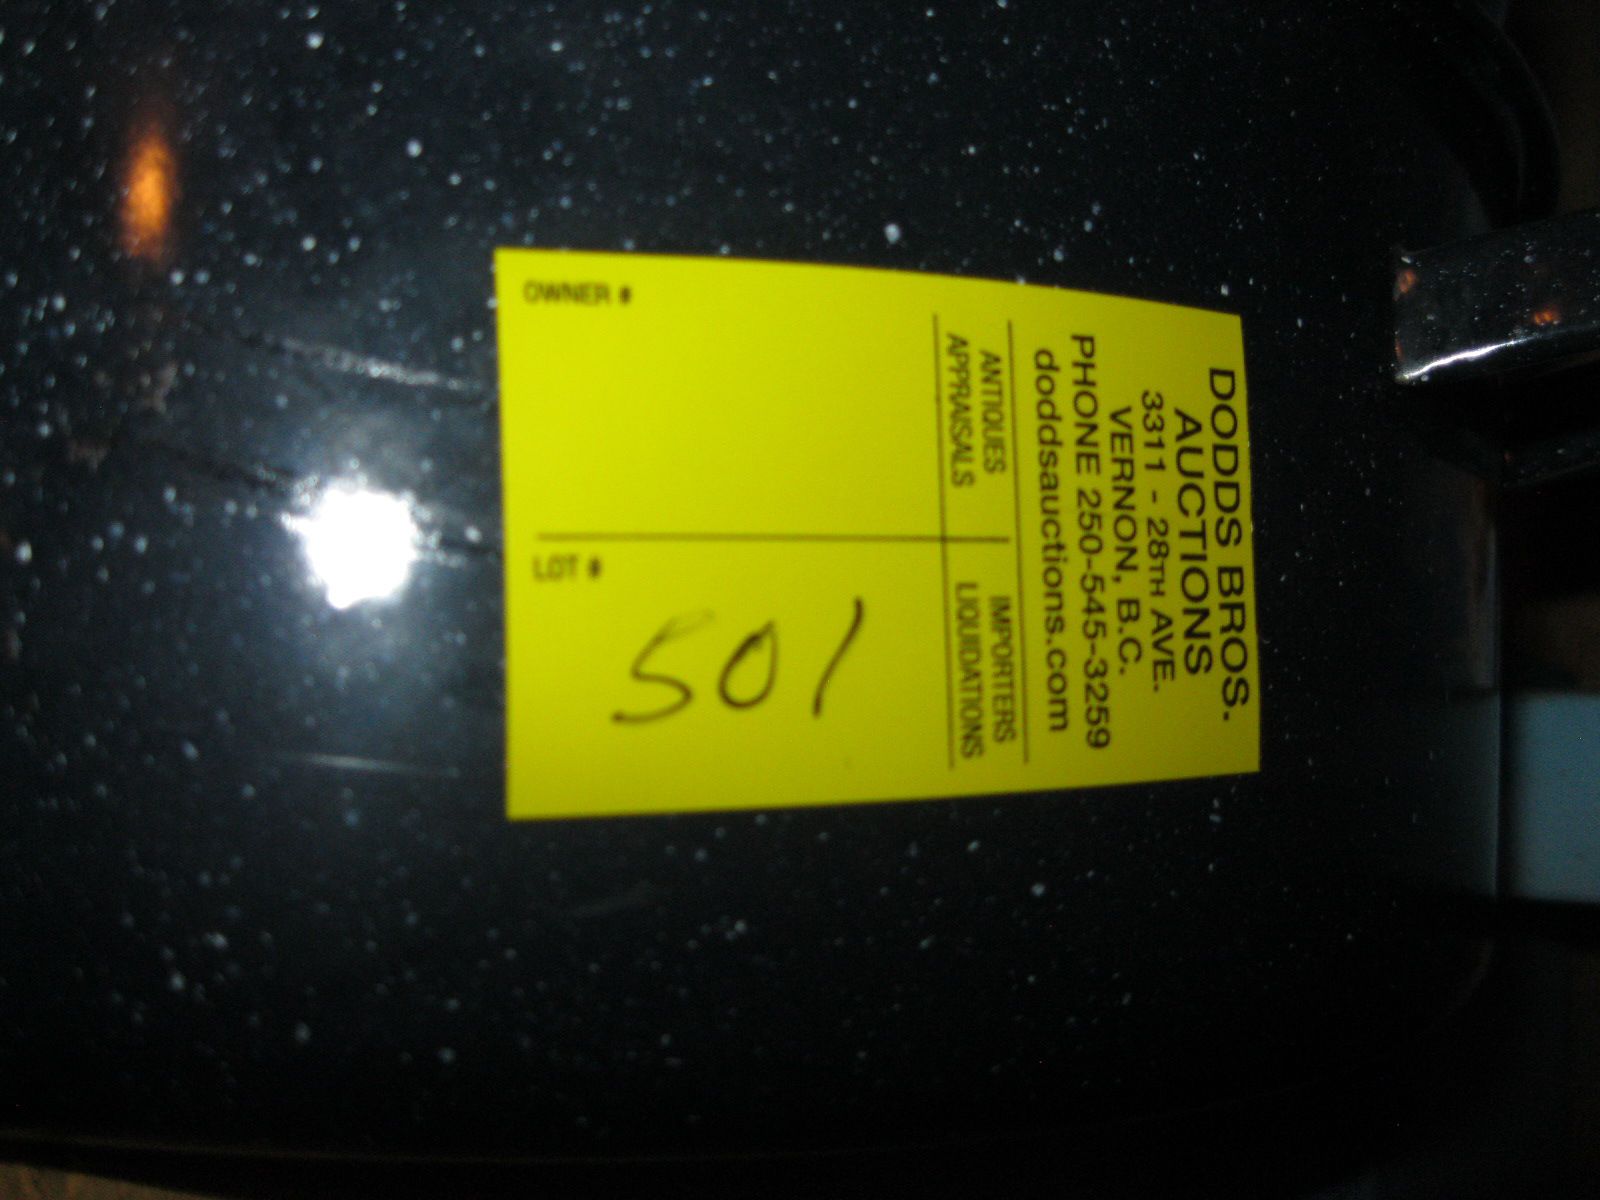 DODDS BROS.
AUCTIONS
3311 - 28TH AVE.
VERNON, B.C.
PHONE 250-545-3259
doddsauctions.com
ANTIQUES
APPRAISALS
IMPORTERS
LIQUIDATIONS
OWNER #
LOT #
501